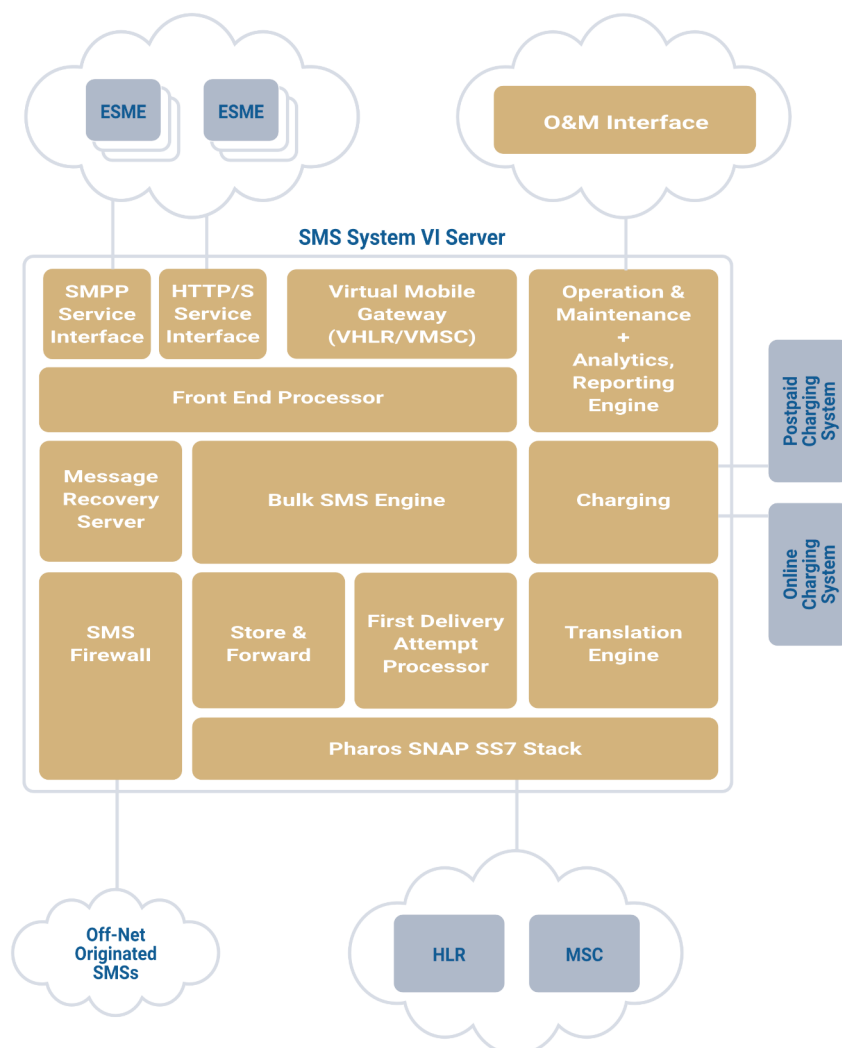 ESME
ESME
O&M Interface
SMS System VI Server
SMPP
Service
Interface
HTTP/S
Service
Interface
Virtual Mobile
Gateway
(VHLR/VMSC)
Operation &
Maintenance
+
Analytics,
Reporting
Engine
Front End Processor
Postpaid
Charging
System
Message
Recovery
Server
Bulk SMS Engine
Charging
Online
Charging
System
SMS
Firewall
Store &
Forward
First Delivery
Attempt
Processor
Translation
Engine
Pharos SNAP SS7 Stack
Off-Net
Originated
SMSs
HLR
MSC